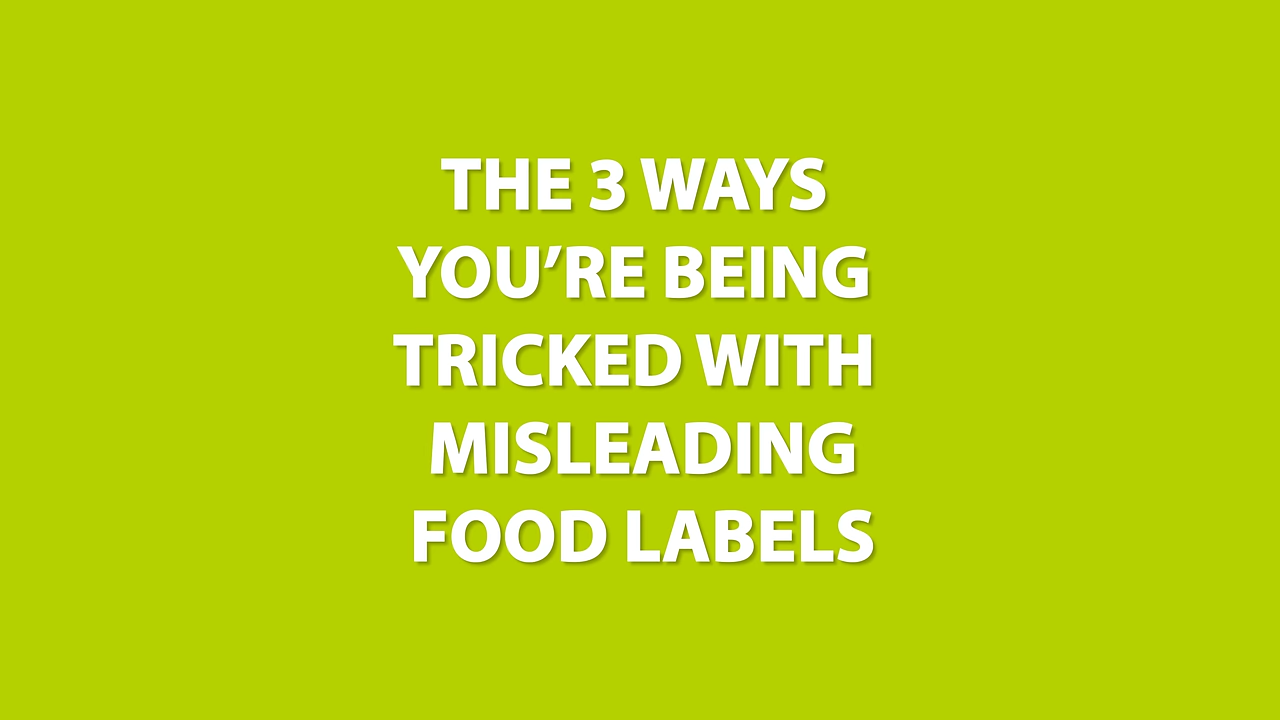 THE 3 WAYS
YOU’RE BEING
TRICKED WITH
MISLEADING
FOOD LABELS